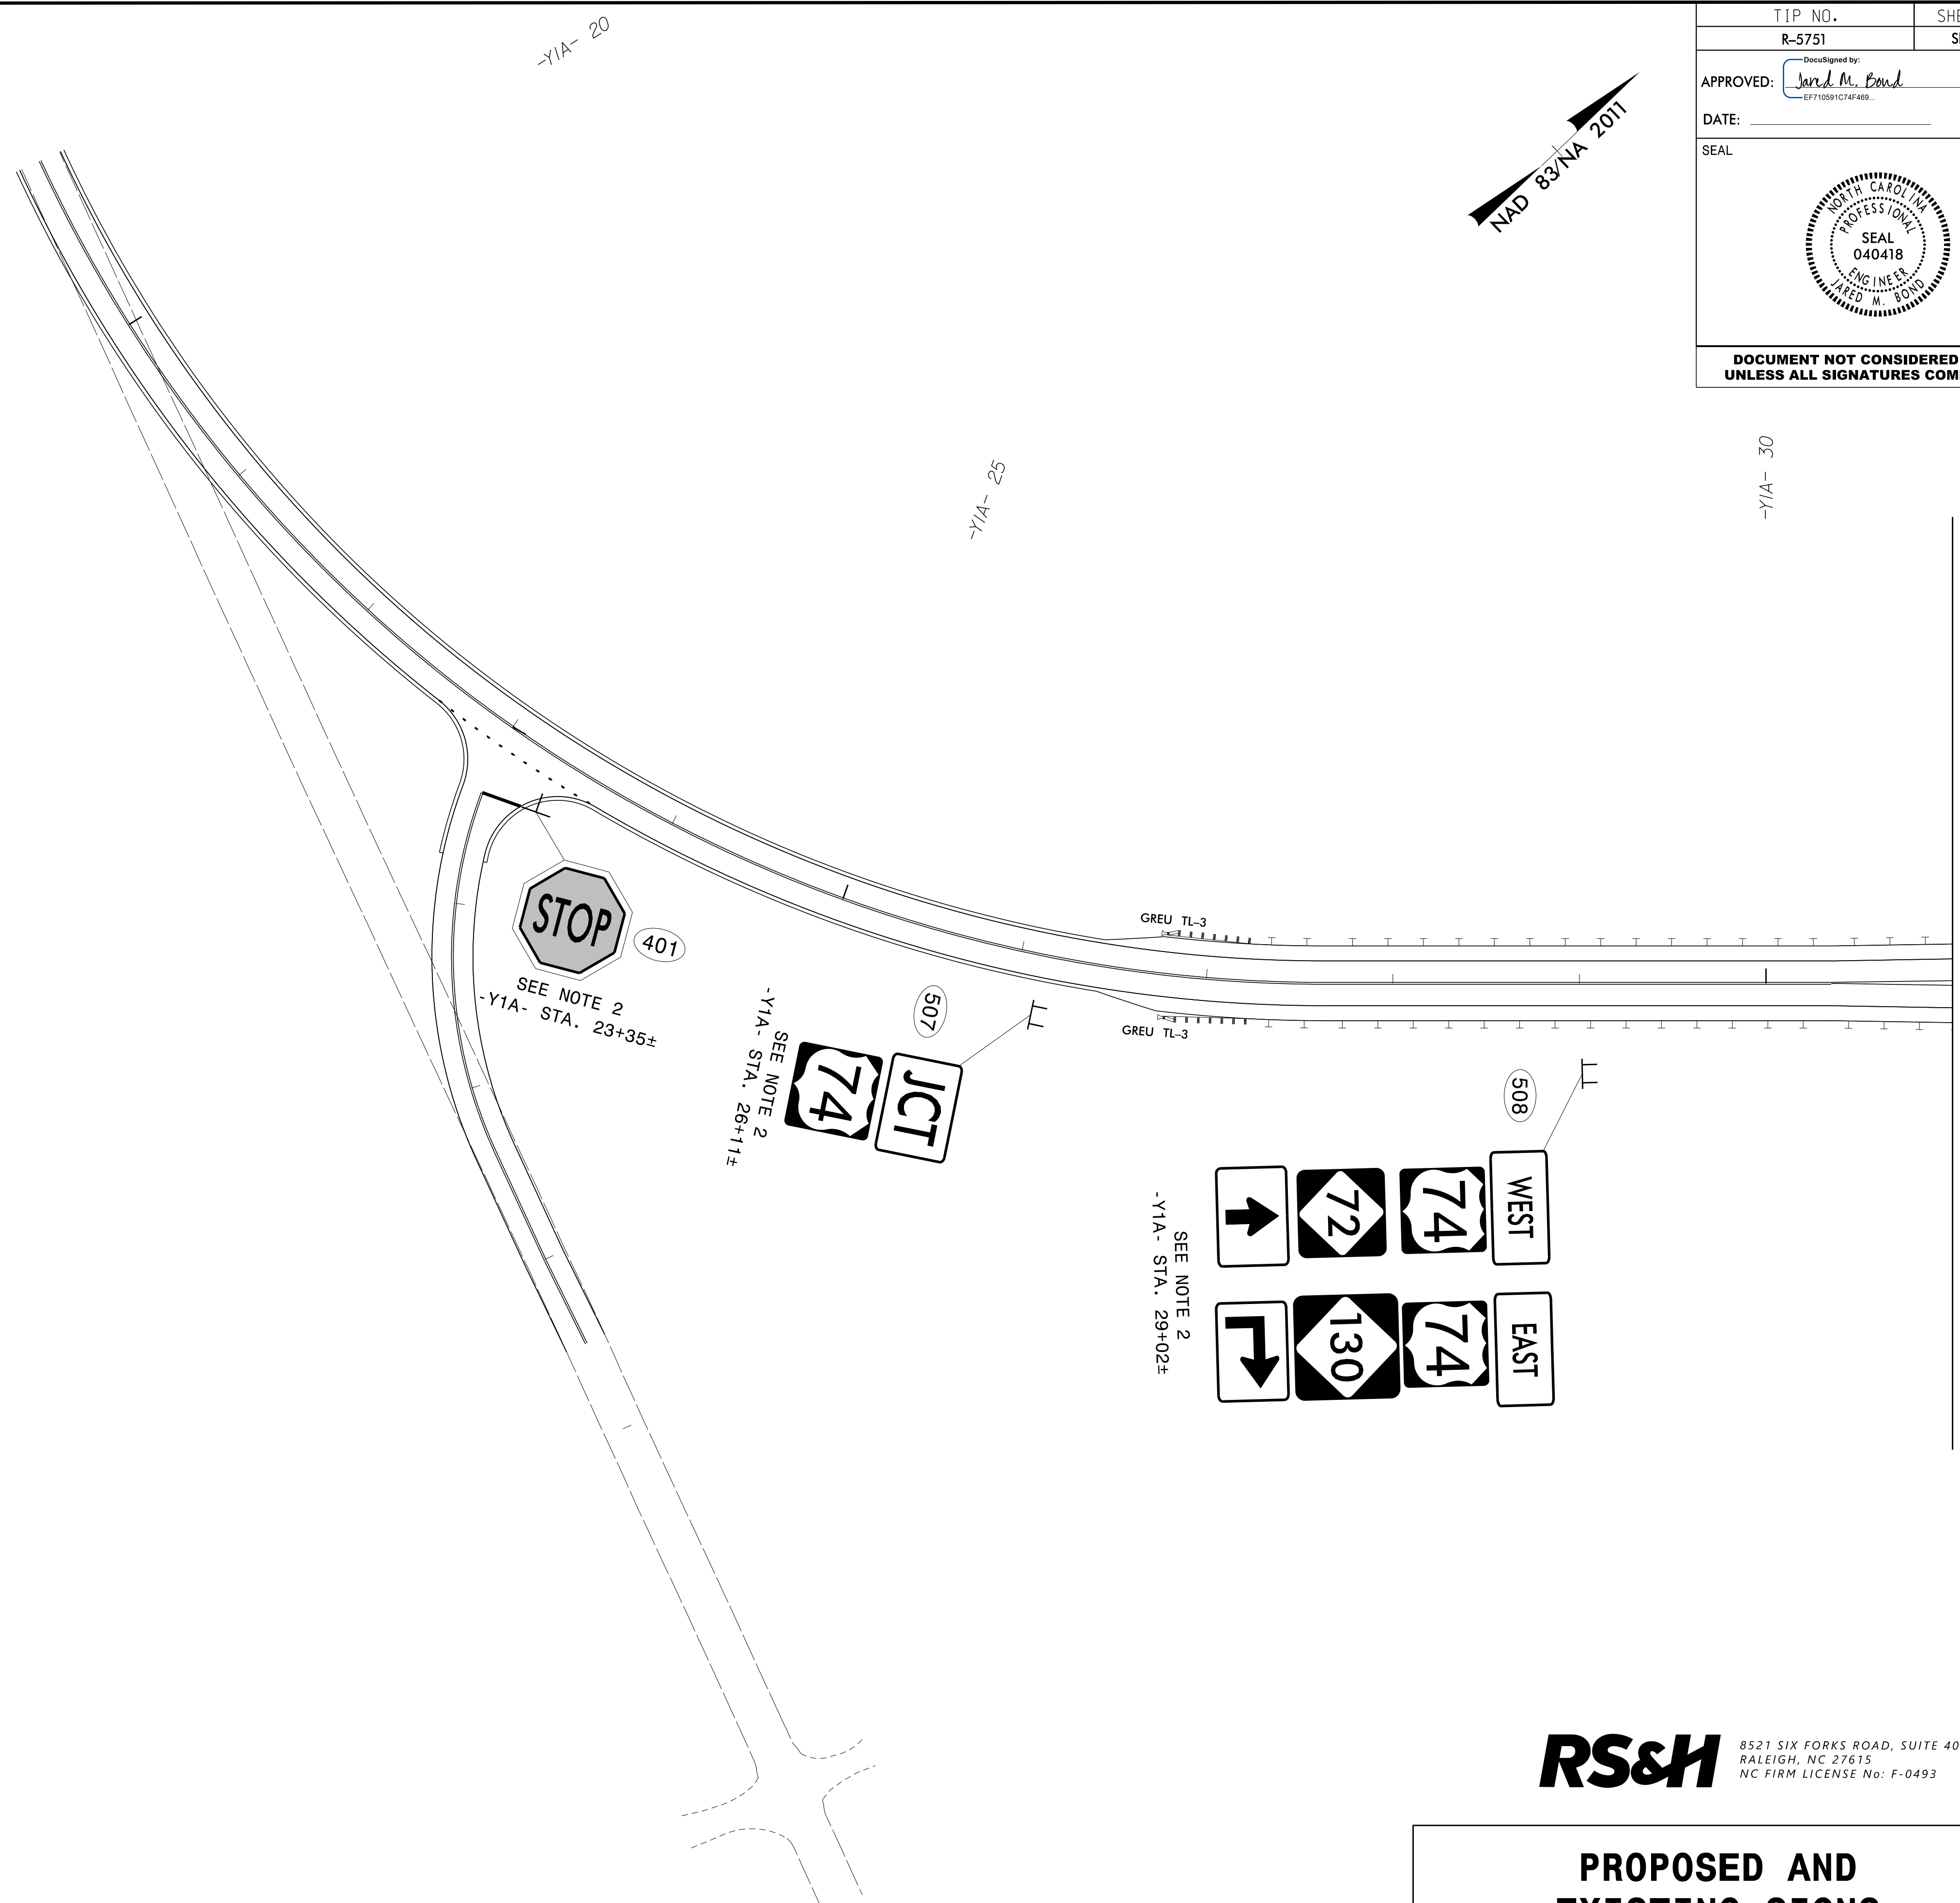 -Y1A- 20
TIP NO.
R-5751
DocuSigned by:
APPROVED: Jared M. Bond
EF710591C74F469...
DATE:
SEAL
NORTH CAROLINA
PROFESSIONAL
SEAL
040418
ENGINEER
JARED M. BOND
DOCUMENT NOT CONSIDERED
UNLESS ALL SIGNATURES
NAD 83/NA 2011
-Y1A- 25
-Y1A- 30
STOP
401
SEE NOTE 2
-Y1A- STA. 23+35±
GREU TL-3
GREU TL-3
507
JCT
74
SEE NOTE 2
-Y1A- STA. 26+11±
508
WEST
74
72
EAST
74
130
SEE NOTE 2
-Y1A- STA. 29+02±
RS&H
8521 SIX FORKS ROAD, SUITE
RALEIGH, NC 27615
NC FIRM LICENSE No: F-0493
PROPOSED AND